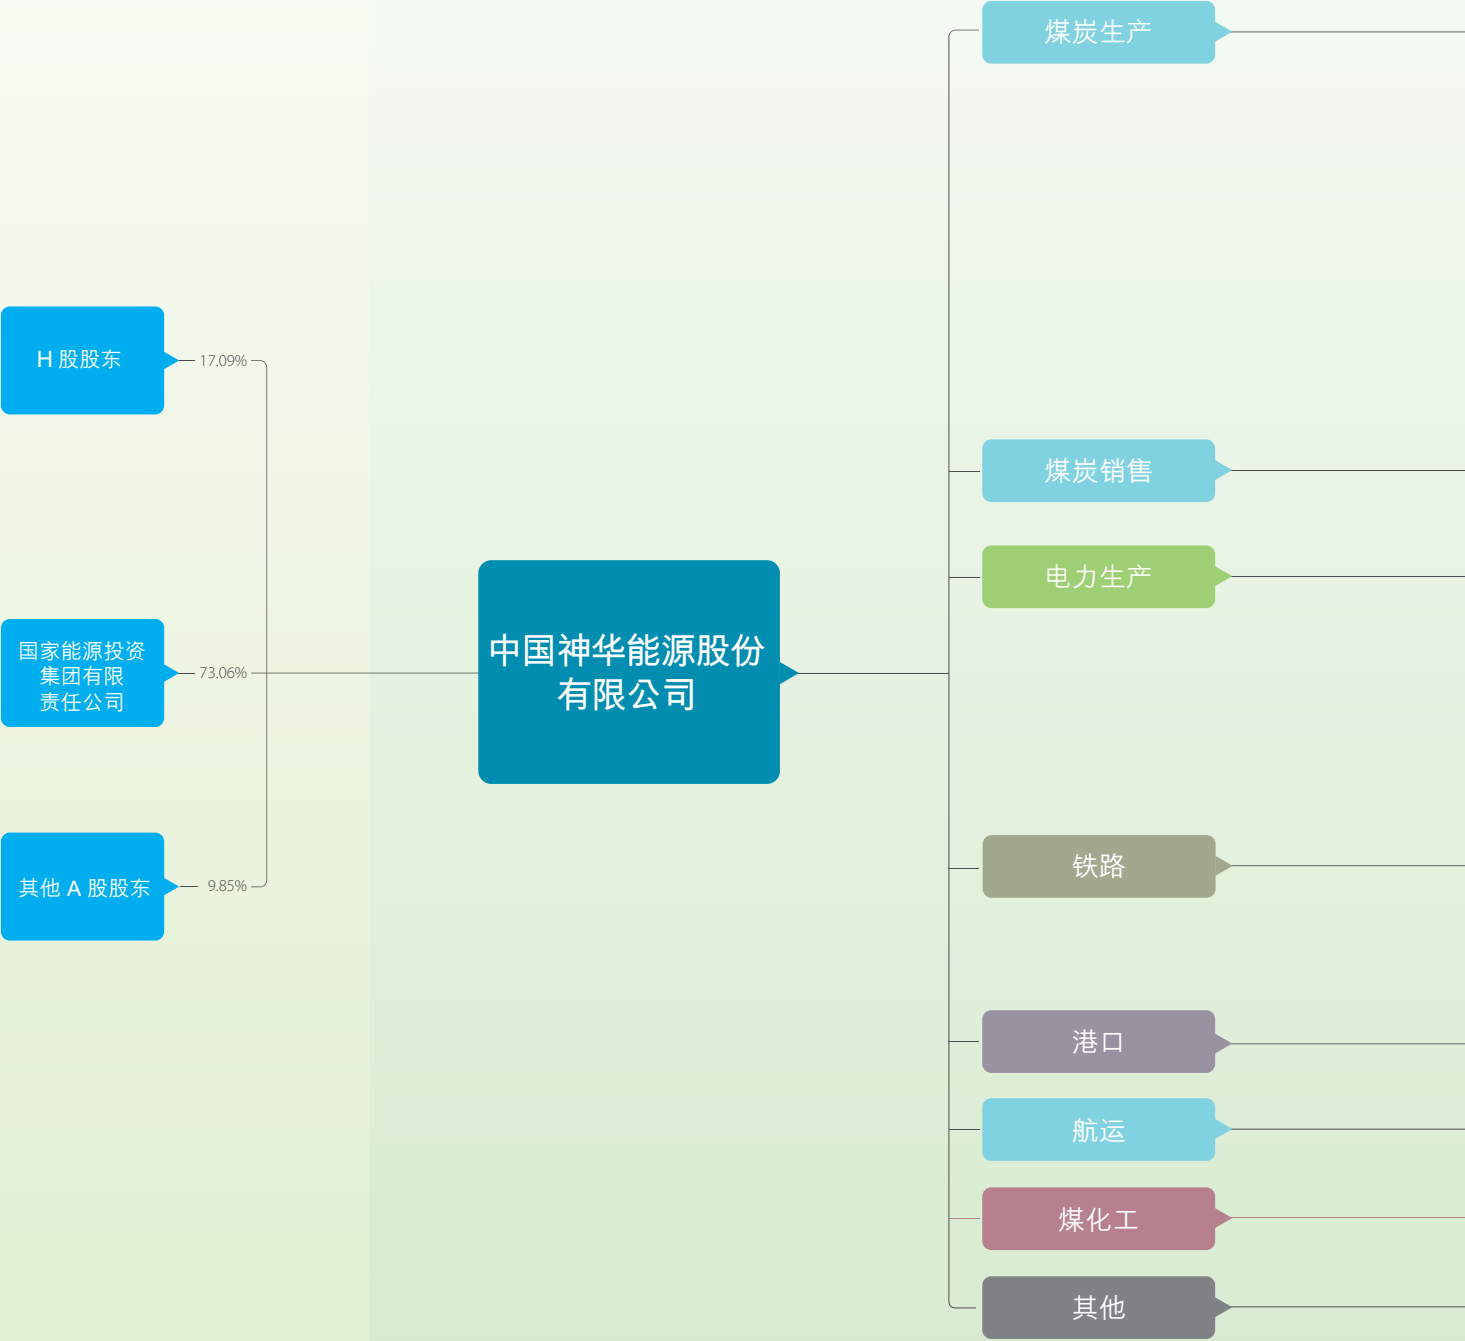 H 股股东
17.09%
国家能源投资
集团有限
责任公司
73.06%
其他 A 股股东
9.85%
中国神华能源股份
有限公司
煤炭生产
煤炭销售
电力生产
铁路
港口
航运
煤化工
其他